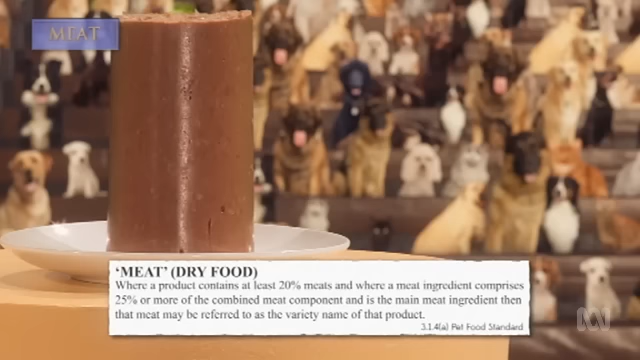 MEAT
‘MEAT’ (DRY FOOD)
Where a product contains at least 20% meats and where a meat ingredient comprises
25% or more of the combined meat component and is the main meat ingredient then
that meat may be referred to as the variety name of that product.
3.1.4(a) Pet Food Standard